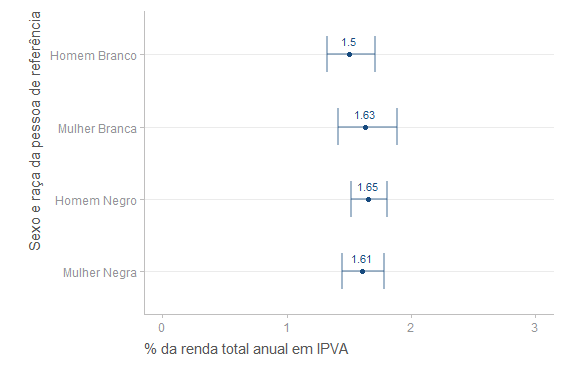 Sexo e raça da pessoa de referência
Homem Branco
1.5
Mulher Branca
1.63
Homem Negro
1.65
Mulher Negra
1.61
0 1 2 3
% da renda total anual em IPVA